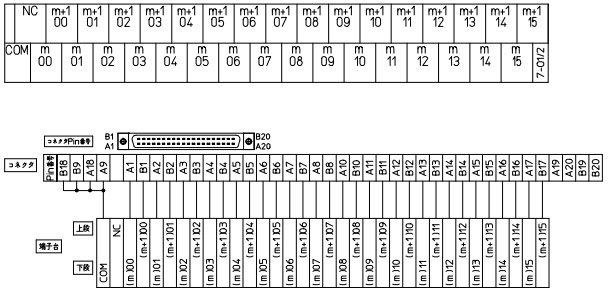 NC m+1 m+1 m+1 m+1 m+1 m+1 m+1 m+1 m+1 m+1 m+1 m+1 m+1 m+1 m+1 m+1
00 01 02 03 04 05 06 07 08 09 10 11 12 13 14 15
COM m m m m m m m m m m m m m m m m 7-01/2
00 01 02 03 04 05 06 07 08 09 10 11 12 13 14 15
コネクタPin番号 B1 B20
A1 A20
コネクタ Pin番号 B18 B9 A18 A9 A1 B1 A2 B2 A3 B3 A4 B4 A5 B5 A6 B6 A7 B7 A8 B8 A10 B10 A11 B11 A12 B12 A13 B13 A14 B14 A15 B15 A16 B16 A17 B17 A19 A20 B19 B20
上段 NC (m+1)00 (m+1)01 (m+1)02 (m+1)03 (m+1)04 (m+1)05 (m+1)06 (m+1)07 (m+1)08 (m+1)09 (m+1)10 (m+1)11 (m+1)12 (m+1)13 (m+1)14 (m+1)15
端子台
下段 COM (m)00 (m)01 (m)02 (m)03 (m)04 (m)05 (m)06 (m)07 (m)08 (m)09 (m)10 (m)11 (m)12 (m)13 (m)14 (m)15